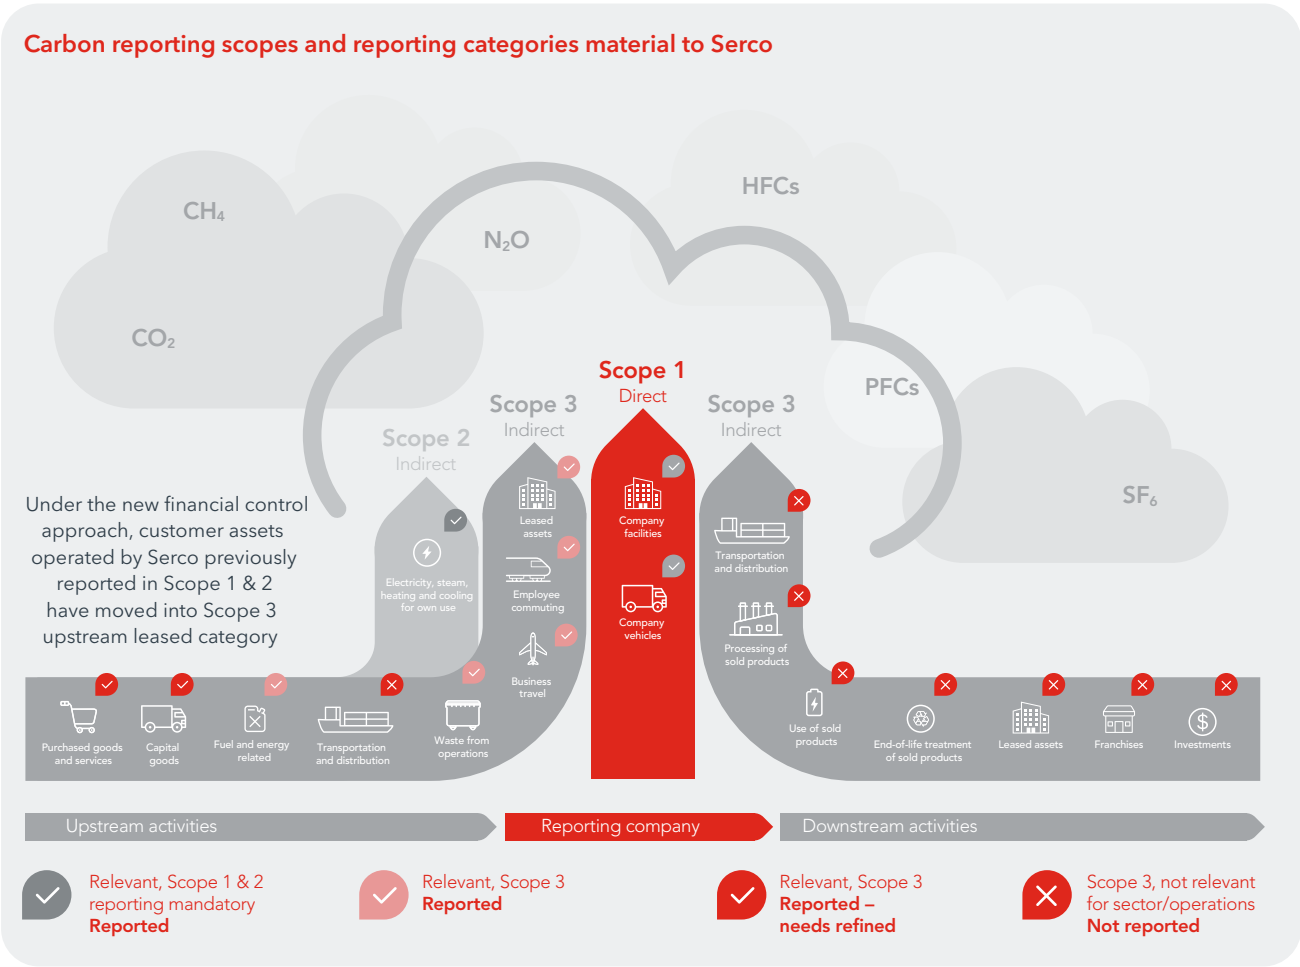 Carbon reporting scopes and reporting categories material to Serco
CH₄
HFCs
N₂O
CO₂
PFCs
SF₆
Scope 1
Direct
Scope 3
Indirect
Scope 3
Indirect
Scope 2
Indirect
Under the new financial control
approach, customer assets
operated by Serco previously
reported in Scope 1 & 2
have moved into Scope 3
upstream leased category
Electricity, steam,
heating and cooling
for own use
Leased
assets
Employee
commuting
Business
travel
Company
facilities
Company
vehicles
Transportation
and distribution
Processing of
sold products
Purchased goods
and services
Capital
goods
Fuel and energy
related
Transportation
and distribution
Waste from
operations
Use of sold
products
End-of-life treatment
of sold products
Leased assets
Franchises
$
Investments
Upstream activities
Reporting company
Downstream activities
Relevant, Scope 1 & 2
reporting mandatory
Reported
Relevant, Scope 3
Reported
Relevant, Scope 3
Reported –
needs refined
Scope 3, not relevant
for sector/operations
Not reported